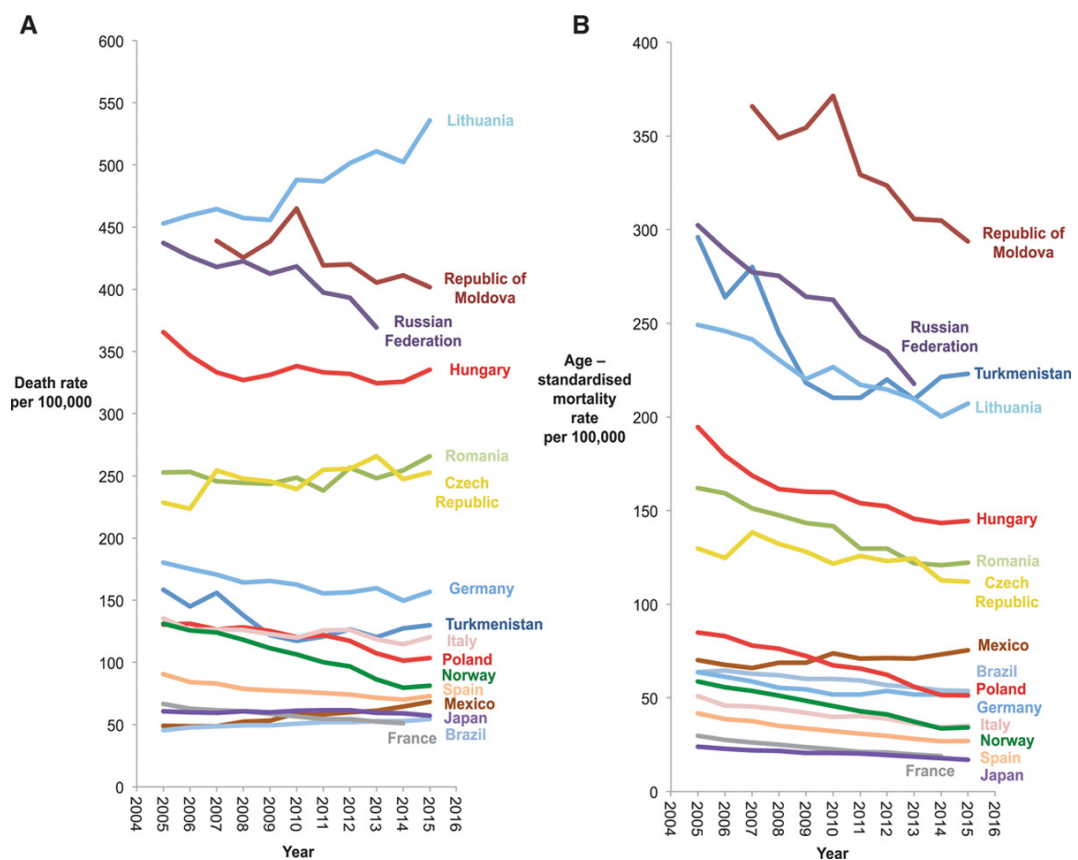 A
600
550
500
450
400
350
300
250
200
150
100
50
0
Death rate
per 100,000
Lithuania
Republic of
Moldova
Russian
Federation
Hungary
Romania
Czech
Republic
Germany
Turkmenistan
Italy
Poland
Norway
Spain
Mexico
Japan
Brazil
France
2004
2005
2006
2007
2008
2009
2010
2011
2012
2013
2014
2015
2016
Year
B
400
350
300
250
200
150
100
50
0
Age –
standardised
mortality
rate
per 100,000
Republic of
Moldova
Russian
Federation
Turkmenistan
Lithuania
Hungary
Romania
Czech
Republic
Mexico
Brazil
Poland
Germany
Italy
Norway
Spain
France
Japan
2004
2005
2006
2007
2008
2009
2010
2011
2012
2013
2014
2015
2016
Year